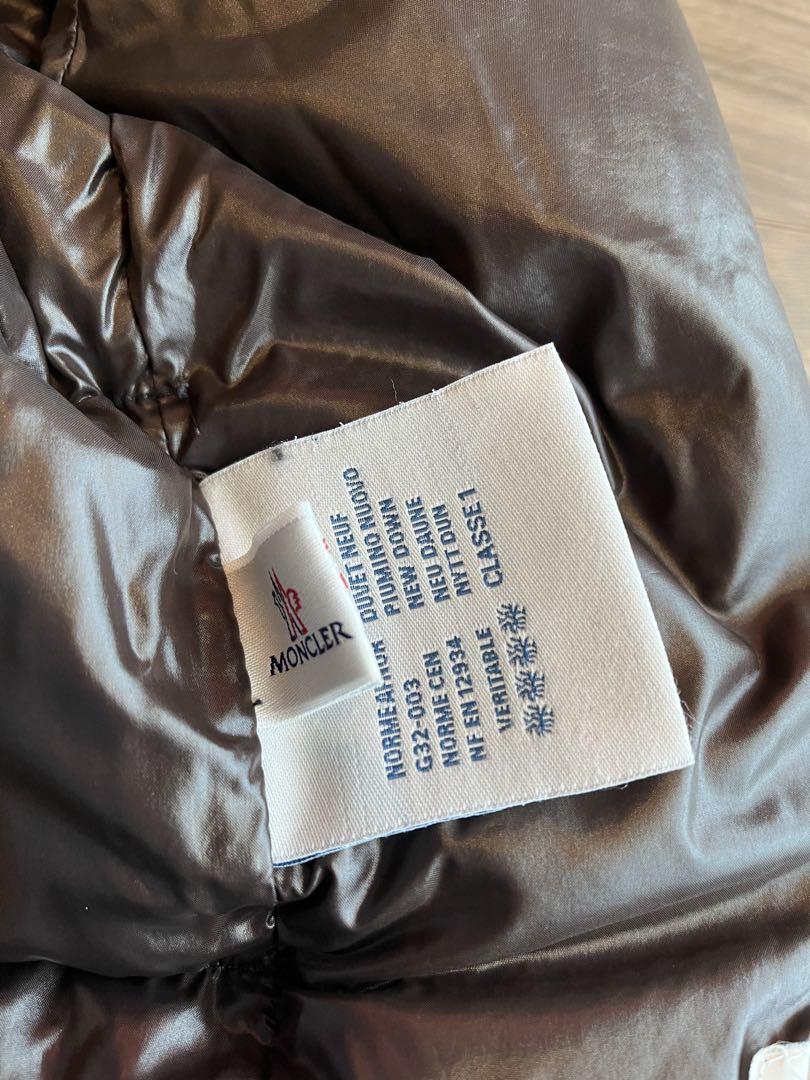 MONCLER
DUVET NEUF
PIUMINO NUOVO
NEW DOWN
NEU DAUNE
NYTT DUN
CLASSE 1
NORME AFNOR
G32-003
NORME CEN
NF EN 12934
VERITABLE